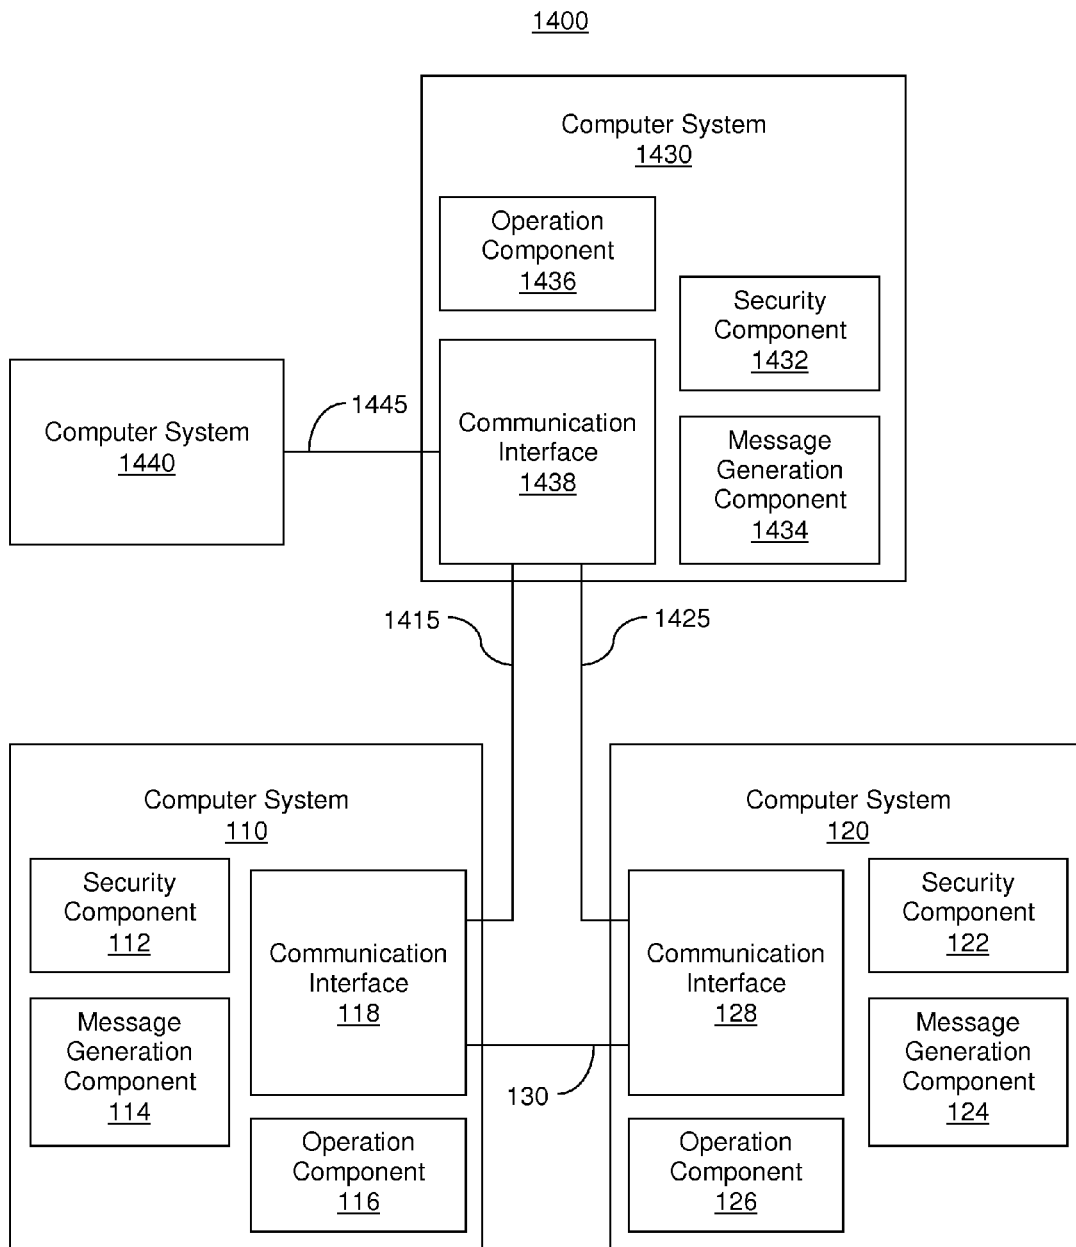 1400
Computer System
1430
Operation
Component
1436
Security
Component
1432
Communication
Interface
1438
Message
Generation
Component
1434
1445
Computer System
1440
1415
1425
Computer System
110
Security
Component
112
Communication
Interface
118
Message
Generation
Component
114
Operation
Component
116
130
Computer System
120
Communication
Interface
128
Security
Component
122
Message
Generation
Component
124
Operation
Component
126